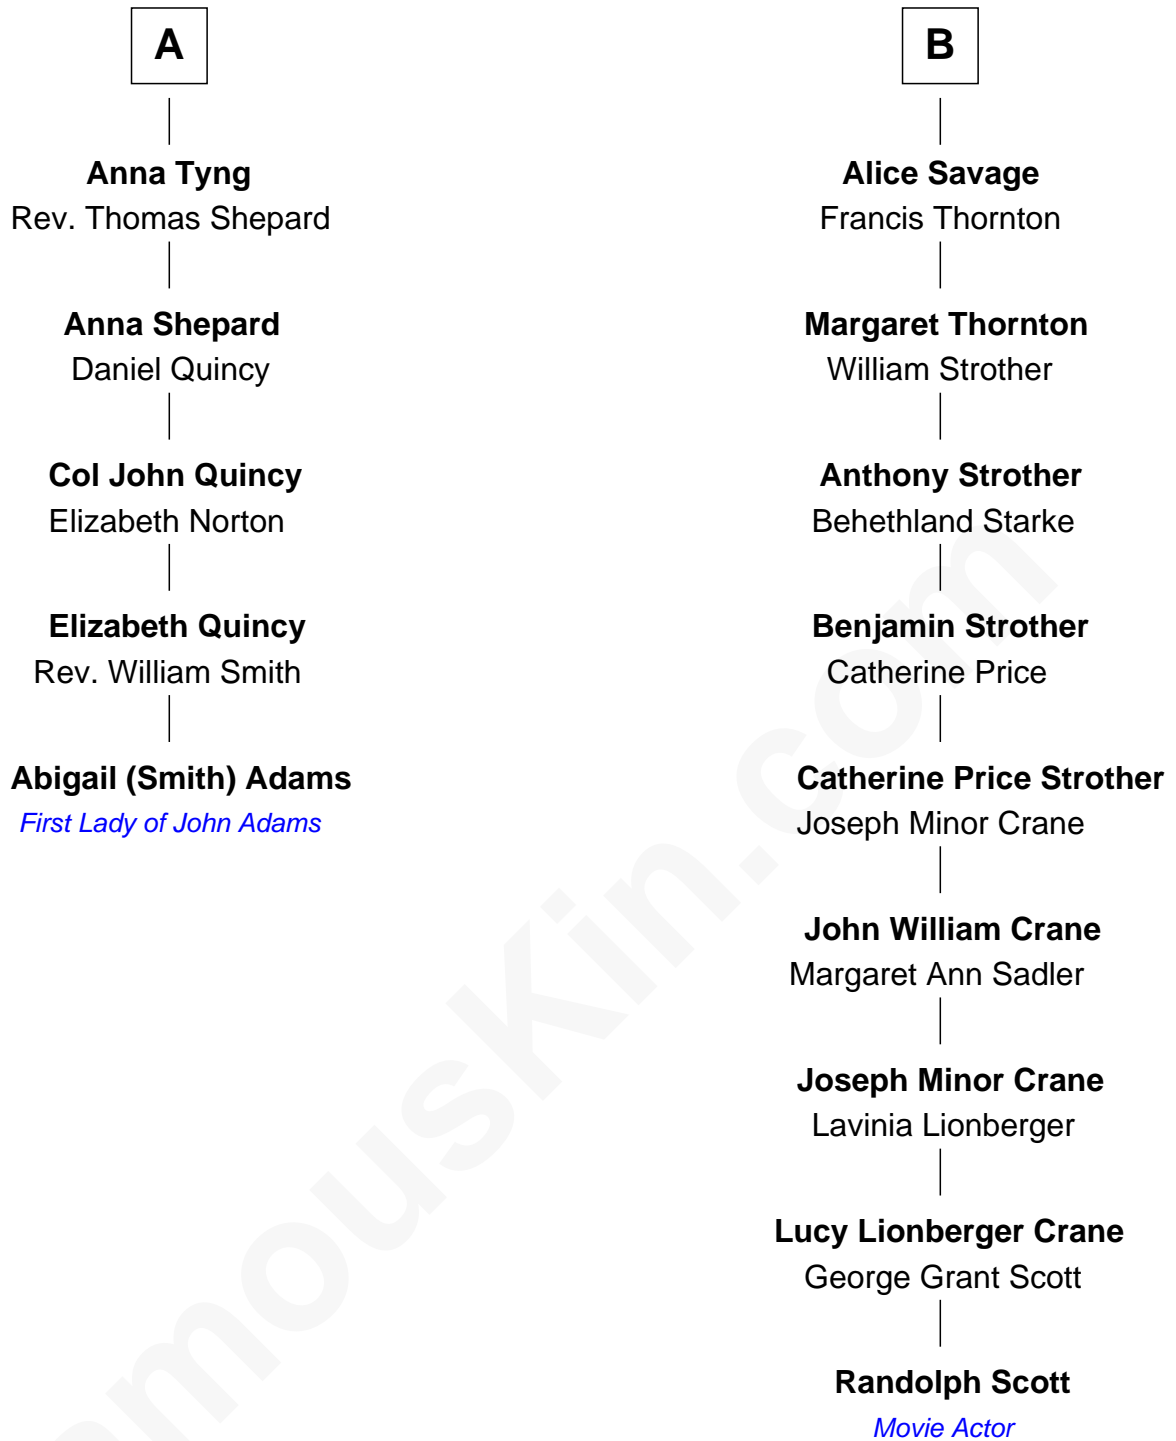 A
Anna Tyng
Rev. Thomas Shepard
Anna Shepard
Daniel Quincy
Col John Quincy
Elizabeth Norton
Elizabeth Quincy
Rev. William Smith
Abigail (Smith) Adams
First Lady of John Adams
B
Alice Savage
Francis Thornton
Margaret Thornton
William Strother
Anthony Strother
Behethland Starke
Benjamin Strother
Catherine Price
Catherine Price Strother
Joseph Minor Crane
John William Crane
Margaret Ann Sadler
Joseph Minor Crane
Lavinia Lionberger
Lucy Lionberger Crane
George Grant Scott
Randolph Scott
Movie Actor
amousKin.com